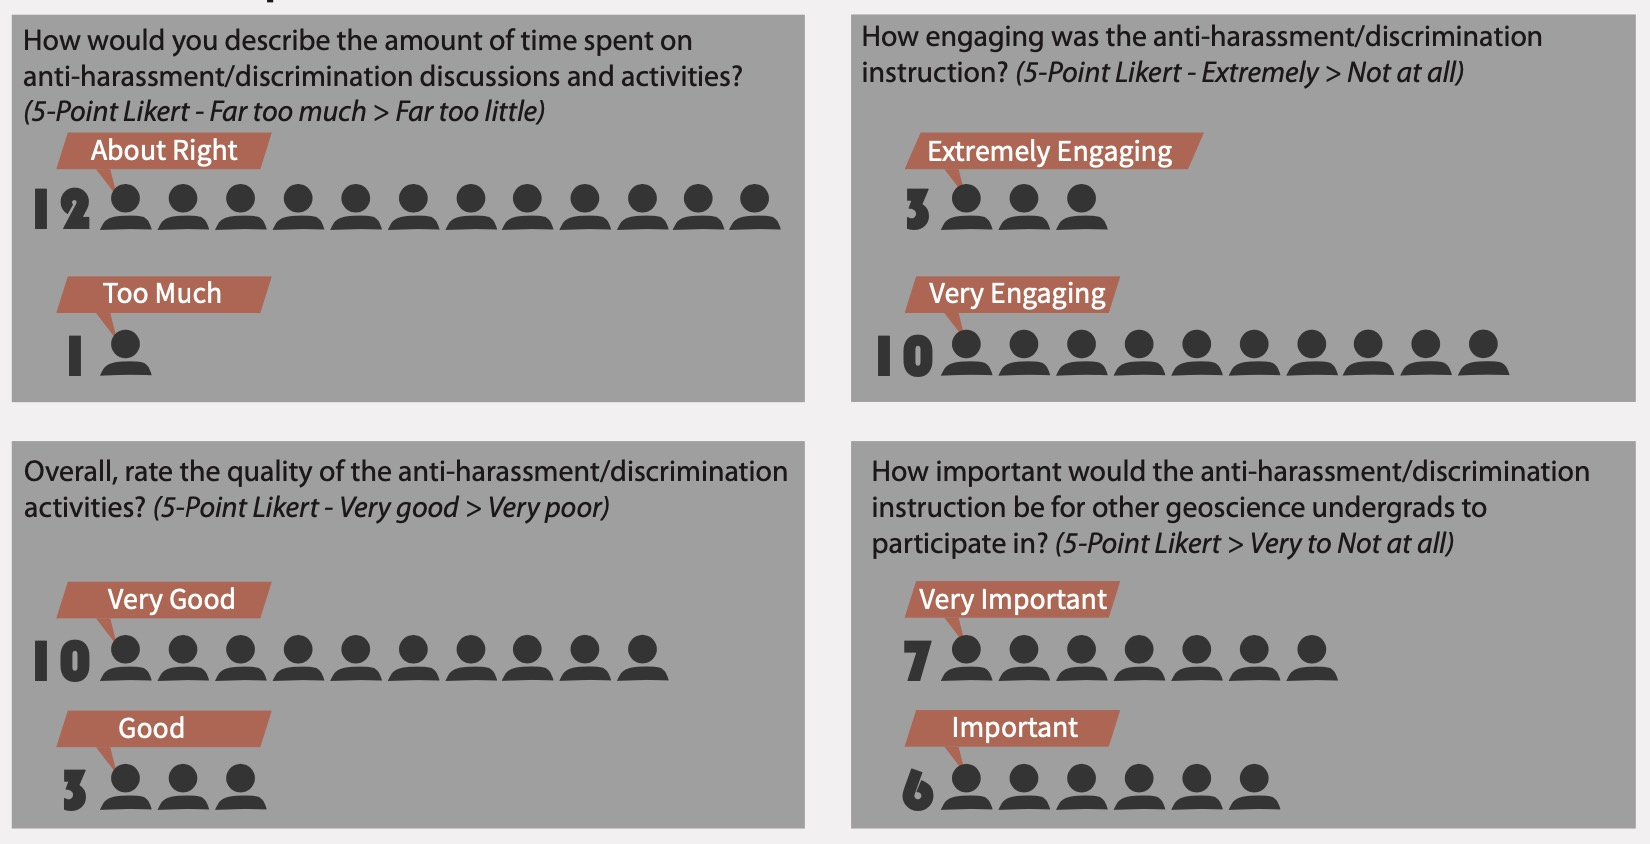 How would you describe the amount of time spent on
anti-harassment/discrimination discussions and activities?
(5-Point Likert - Far too much > Far too little)
About Right
12
Too Much
1
How engaging was the anti-harassment/discrimination
instruction? (5-Point Likert - Extremely > Not at all)
Extremely Engaging
3
Very Engaging
10
Overall, rate the quality of the anti-harassment/discrimination
activities? (5-Point Likert - Very good > Very poor)
Very Good
10
Good
3
How important would the anti-harassment/discrimination
instruction be for other geoscience undergrads to
participate in? (5-Point Likert > Very to Not at all)
Very Important
7
Important
6